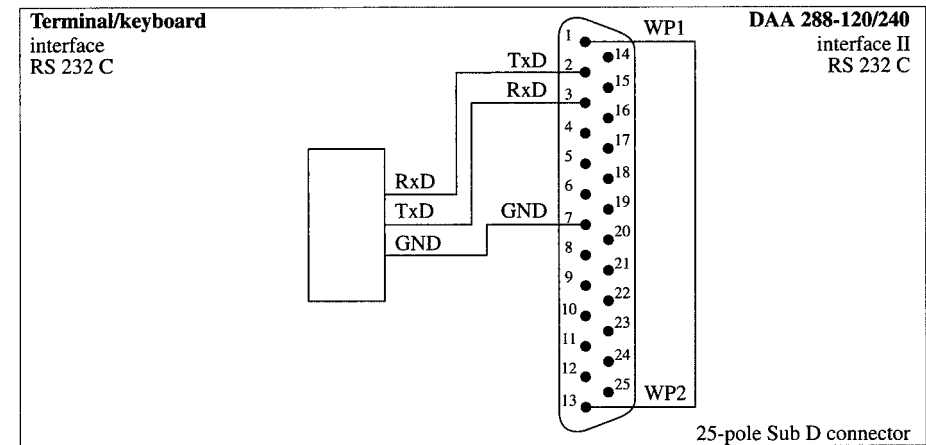 Terminal/keyboard
interface
RS 232 C
DAA 288-120/240
interface II
RS 232 C
WP1
TxD
RxD
GND
RxD
TxD
GND
1
2
3
4
5
6
7
8
9
10
11
12
13
14
15
16
17
18
19
20
21
22
23
24
25
WP2
25-pole Sub D connector